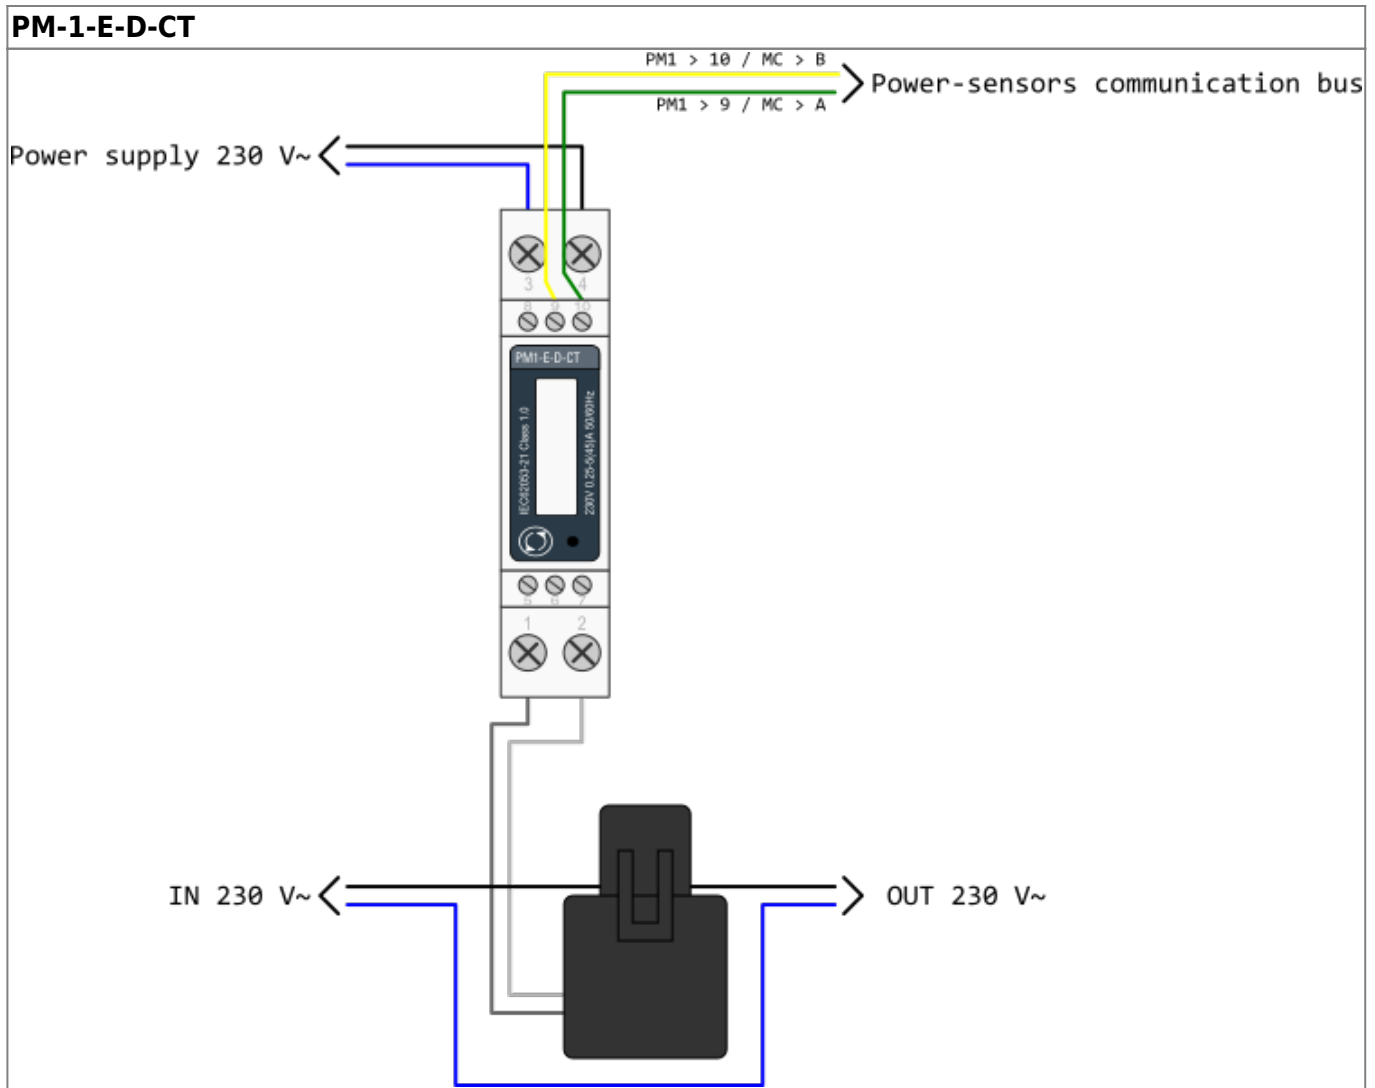 PM-1-E-D-CT
PM1 > 10 / MC > B
Power-sensors communication bus
PM1 > 9 / MC > A
Power supply 230 V~
3 4
8 9 10
PM1-E-D-CT
IEC62053-21 Class 1.0
230V 0.25-5(45)A 50/60Hz
5 6 7
1 2
IN 230 V~
OUT 230 V~